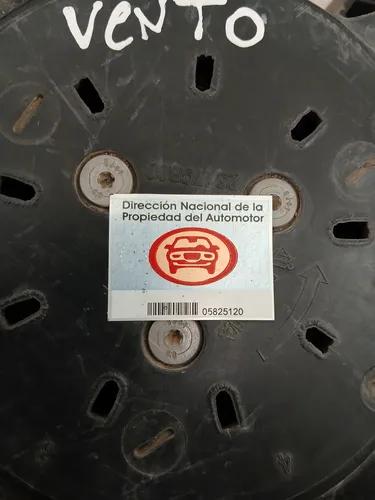 VENTO
Dirección Nacional de la
Propiedad del Automotor
05825120